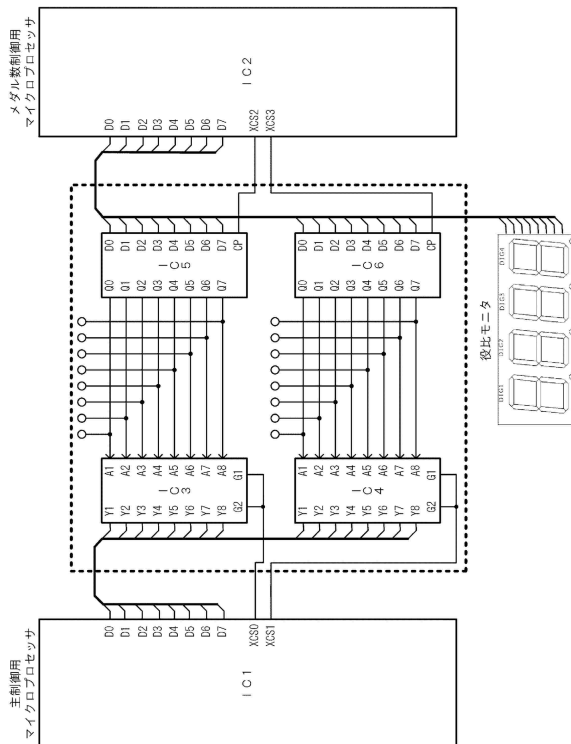 メダル数制御用
マイクロプロセッサ
IC2
D0
D1
D2
D3
D4
D5
D6
D7
XCS2
XCS3
D0
D1
D2
D3
D4
D5
D6
D7
CP
IC5
Q0
Q1
Q2
Q3
Q4
Q5
Q6
Q7
D0
D1
D2
D3
D4
D5
D6
D7
CP
IC6
Q0
Q1
Q2
Q3
Q4
Q5
Q6
Q7
役比モニタ
DIG1
DIG2
DIG3
DIG4
A1
A2
A3
A4
A5
A6
A7
A8
G1
IC3
Y1
Y2
Y3
Y4
Y5
Y6
Y7
Y8
G2
A1
A2
A3
A4
A5
A6
A7
A8
G1
IC4
Y1
Y2
Y3
Y4
Y5
Y6
Y7
Y8
G2
主制御用
マイクロプロセッサ
D0
D1
D2
D3
D4
D5
D6
D7
XCS0
XCS1
IC1